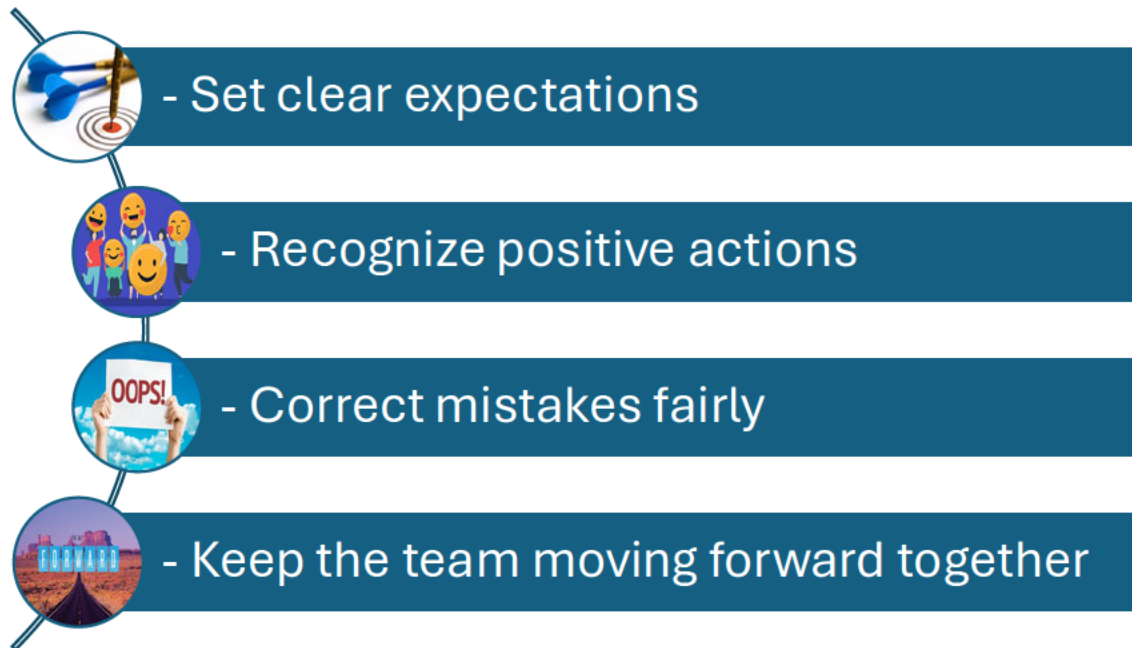 - Set clear expectations
- Recognize positive actions
OOPS!
- Correct mistakes fairly
FORWARD
- Keep the team moving forward together